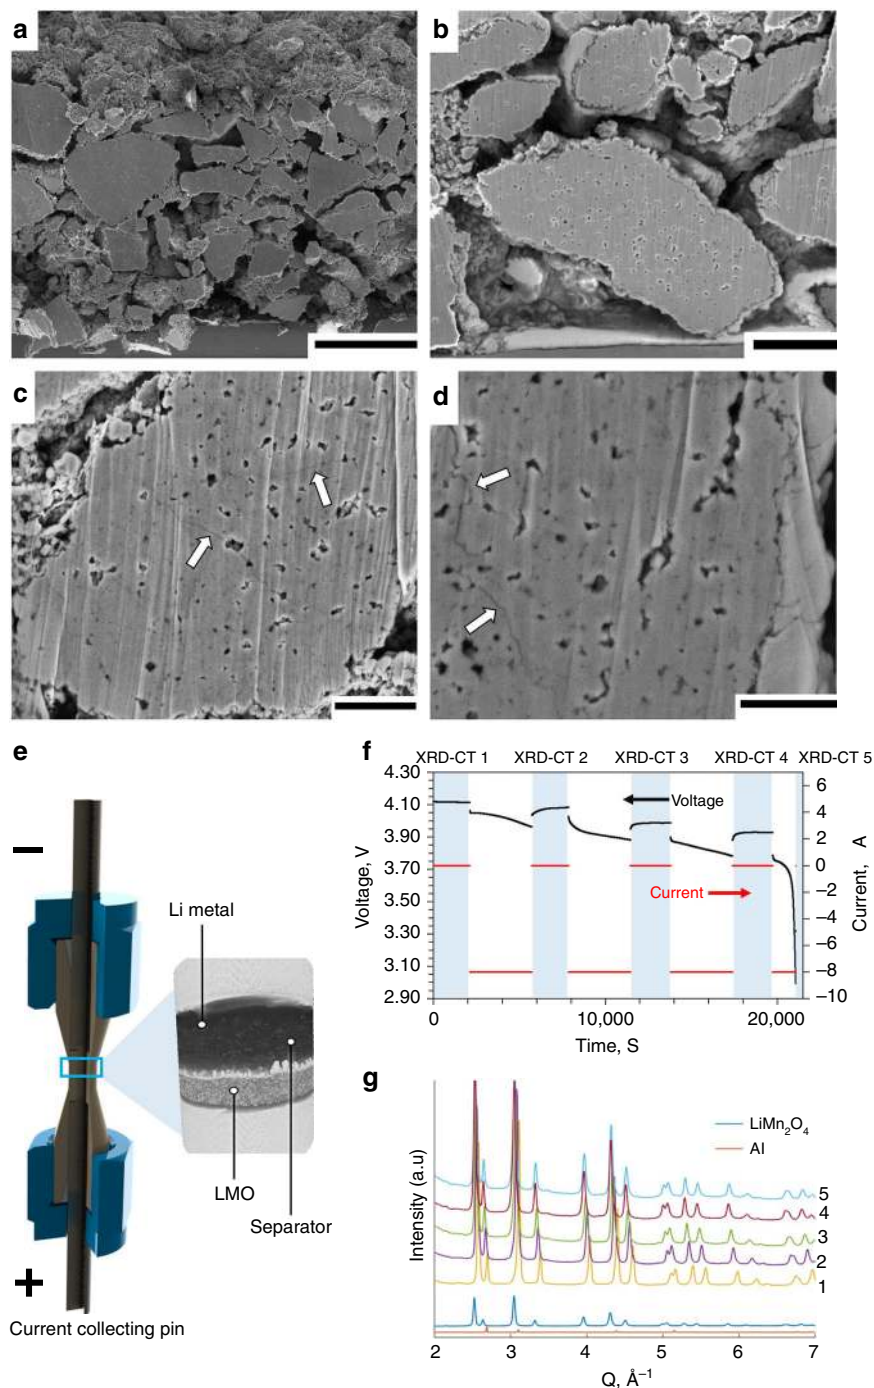 a
b
c
d
e
−
Li metal
LMO
Separator
+
Current collecting pin
f
XRD-CT 1 XRD-CT 2 XRD-CT 3 XRD-CT 4 XRD-CT 5
4.30
4.10
3.90
3.70
3.50
3.30
3.10
2.90
Voltage, V
Voltage
Current
6
4
2
0
−2
−4
−6
−8
−10
Current, A
0 10,000 20,000
Time, S
g
Intensity (a.u)
LiMn₂O₄
Al
5
4
3
2
1
2 3 4 5 6 7
Q, Å⁻¹